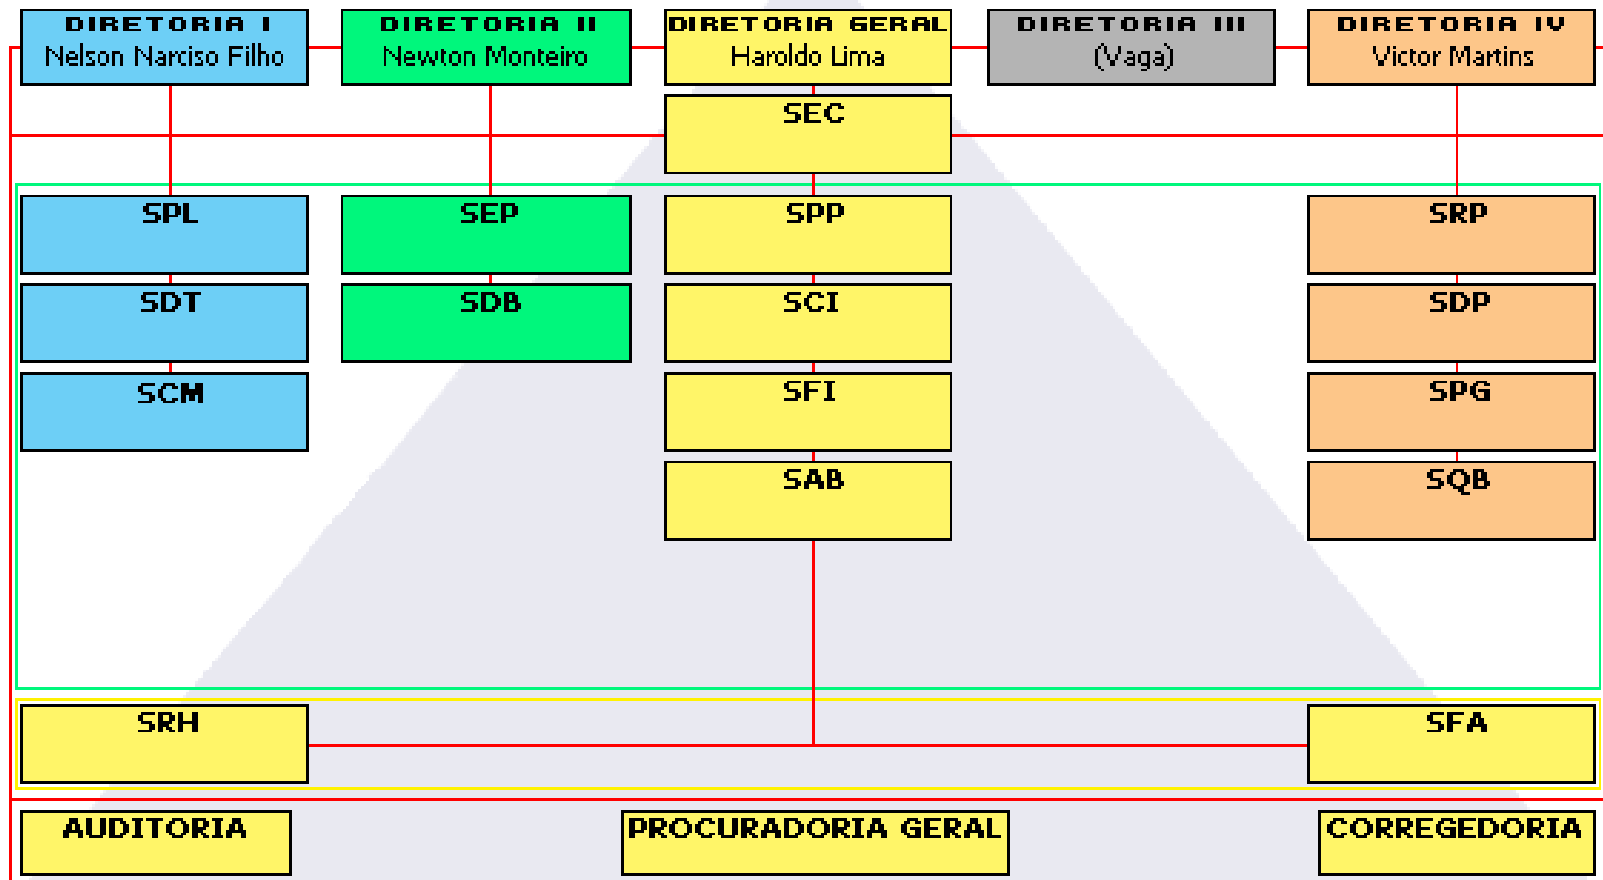 DIRETORIA I
Nelson Narciso Filho
DIRETORIA II
Newton Monteiro
DIRETORIA GERAL
Haroldo Lima
DIRETORIA III
(Vaga)
DIRETORIA IV
Victor Martins
SEC
SPL
SEP
SPP
SRP
SDT
SDB
SCI
SDP
SCM
SFI
SPG
SAB
SQB
SRH
SFA
AUDITORIA
PROCURADORIA GERAL
CORREGEDORIA